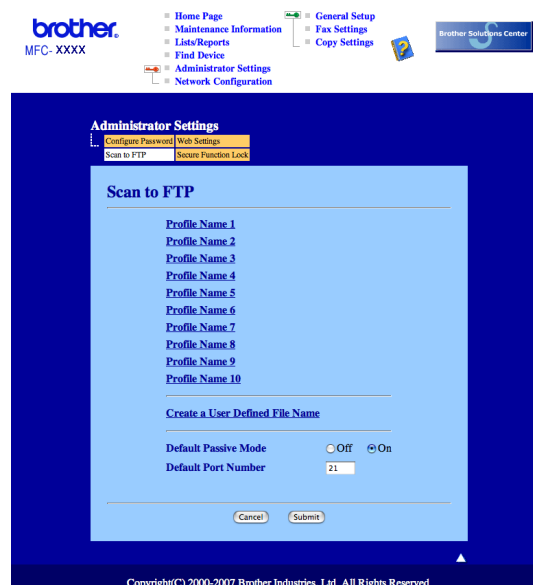 brother.
MFC- XXXX
Home Page
Maintenance Information
Lists/Reports
Find Device
Administrator Settings
Network Configuration
General Setup
Fax Settings
Copy Settings
?
Brother Solutions Center
Administrator Settings
Configure Password Web Settings
Scan to FTP Secure Function Lock
Scan to FTP
Profile Name 1
Profile Name 2
Profile Name 3
Profile Name 4
Profile Name 5
Profile Name 6
Profile Name 7
Profile Name 8
Profile Name 9
Profile Name 10
Create a User Defined File Name
Default Passive Mode Off On
Default Port Number 21
Cancel Submit
Copyright(C) 2000-2007 Brother Industries, Ltd. All Rights Reserved.